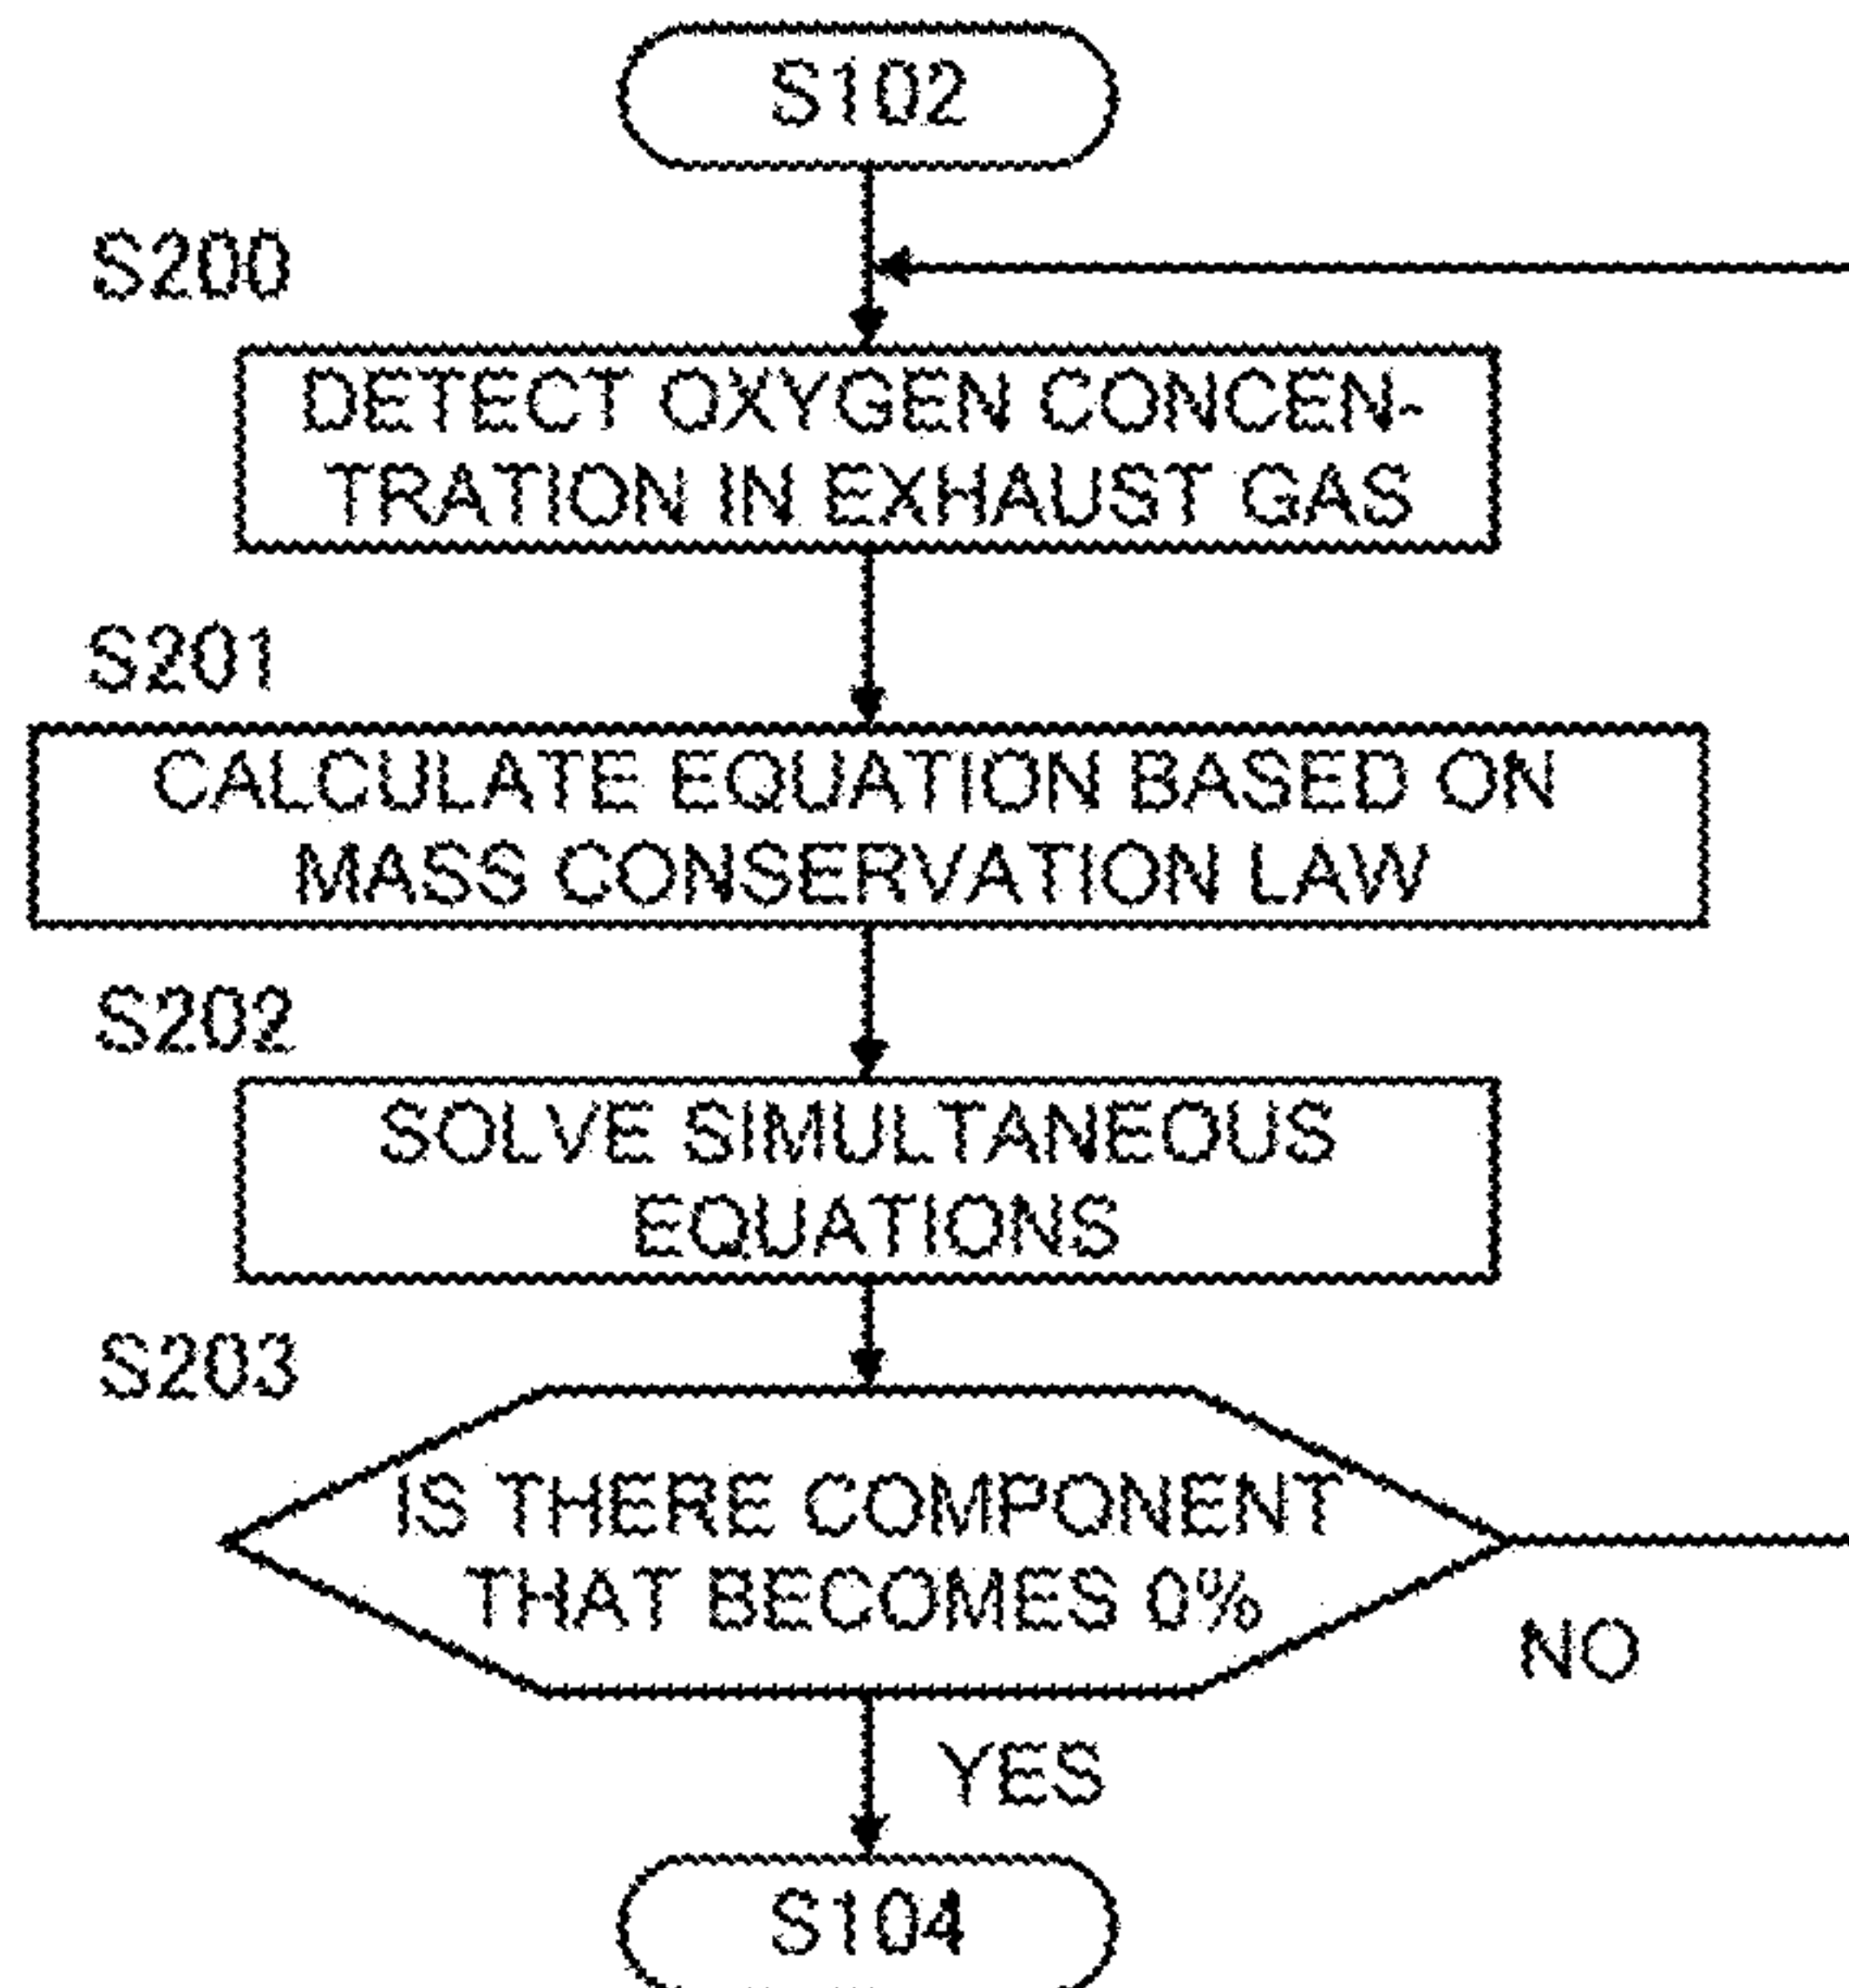 S102
S200
DETECT OXYGEN CONCEN-
TRATION IN EXHAUST GAS
S201
CALCULATE EQUATION BASED ON
MASS CONSERVATION LAW
S202
SOLVE SIMULTANEOUS
EQUATIONS
S203
IS THERE COMPONENT
THAT BECOMES 0%
NO
YES
S104